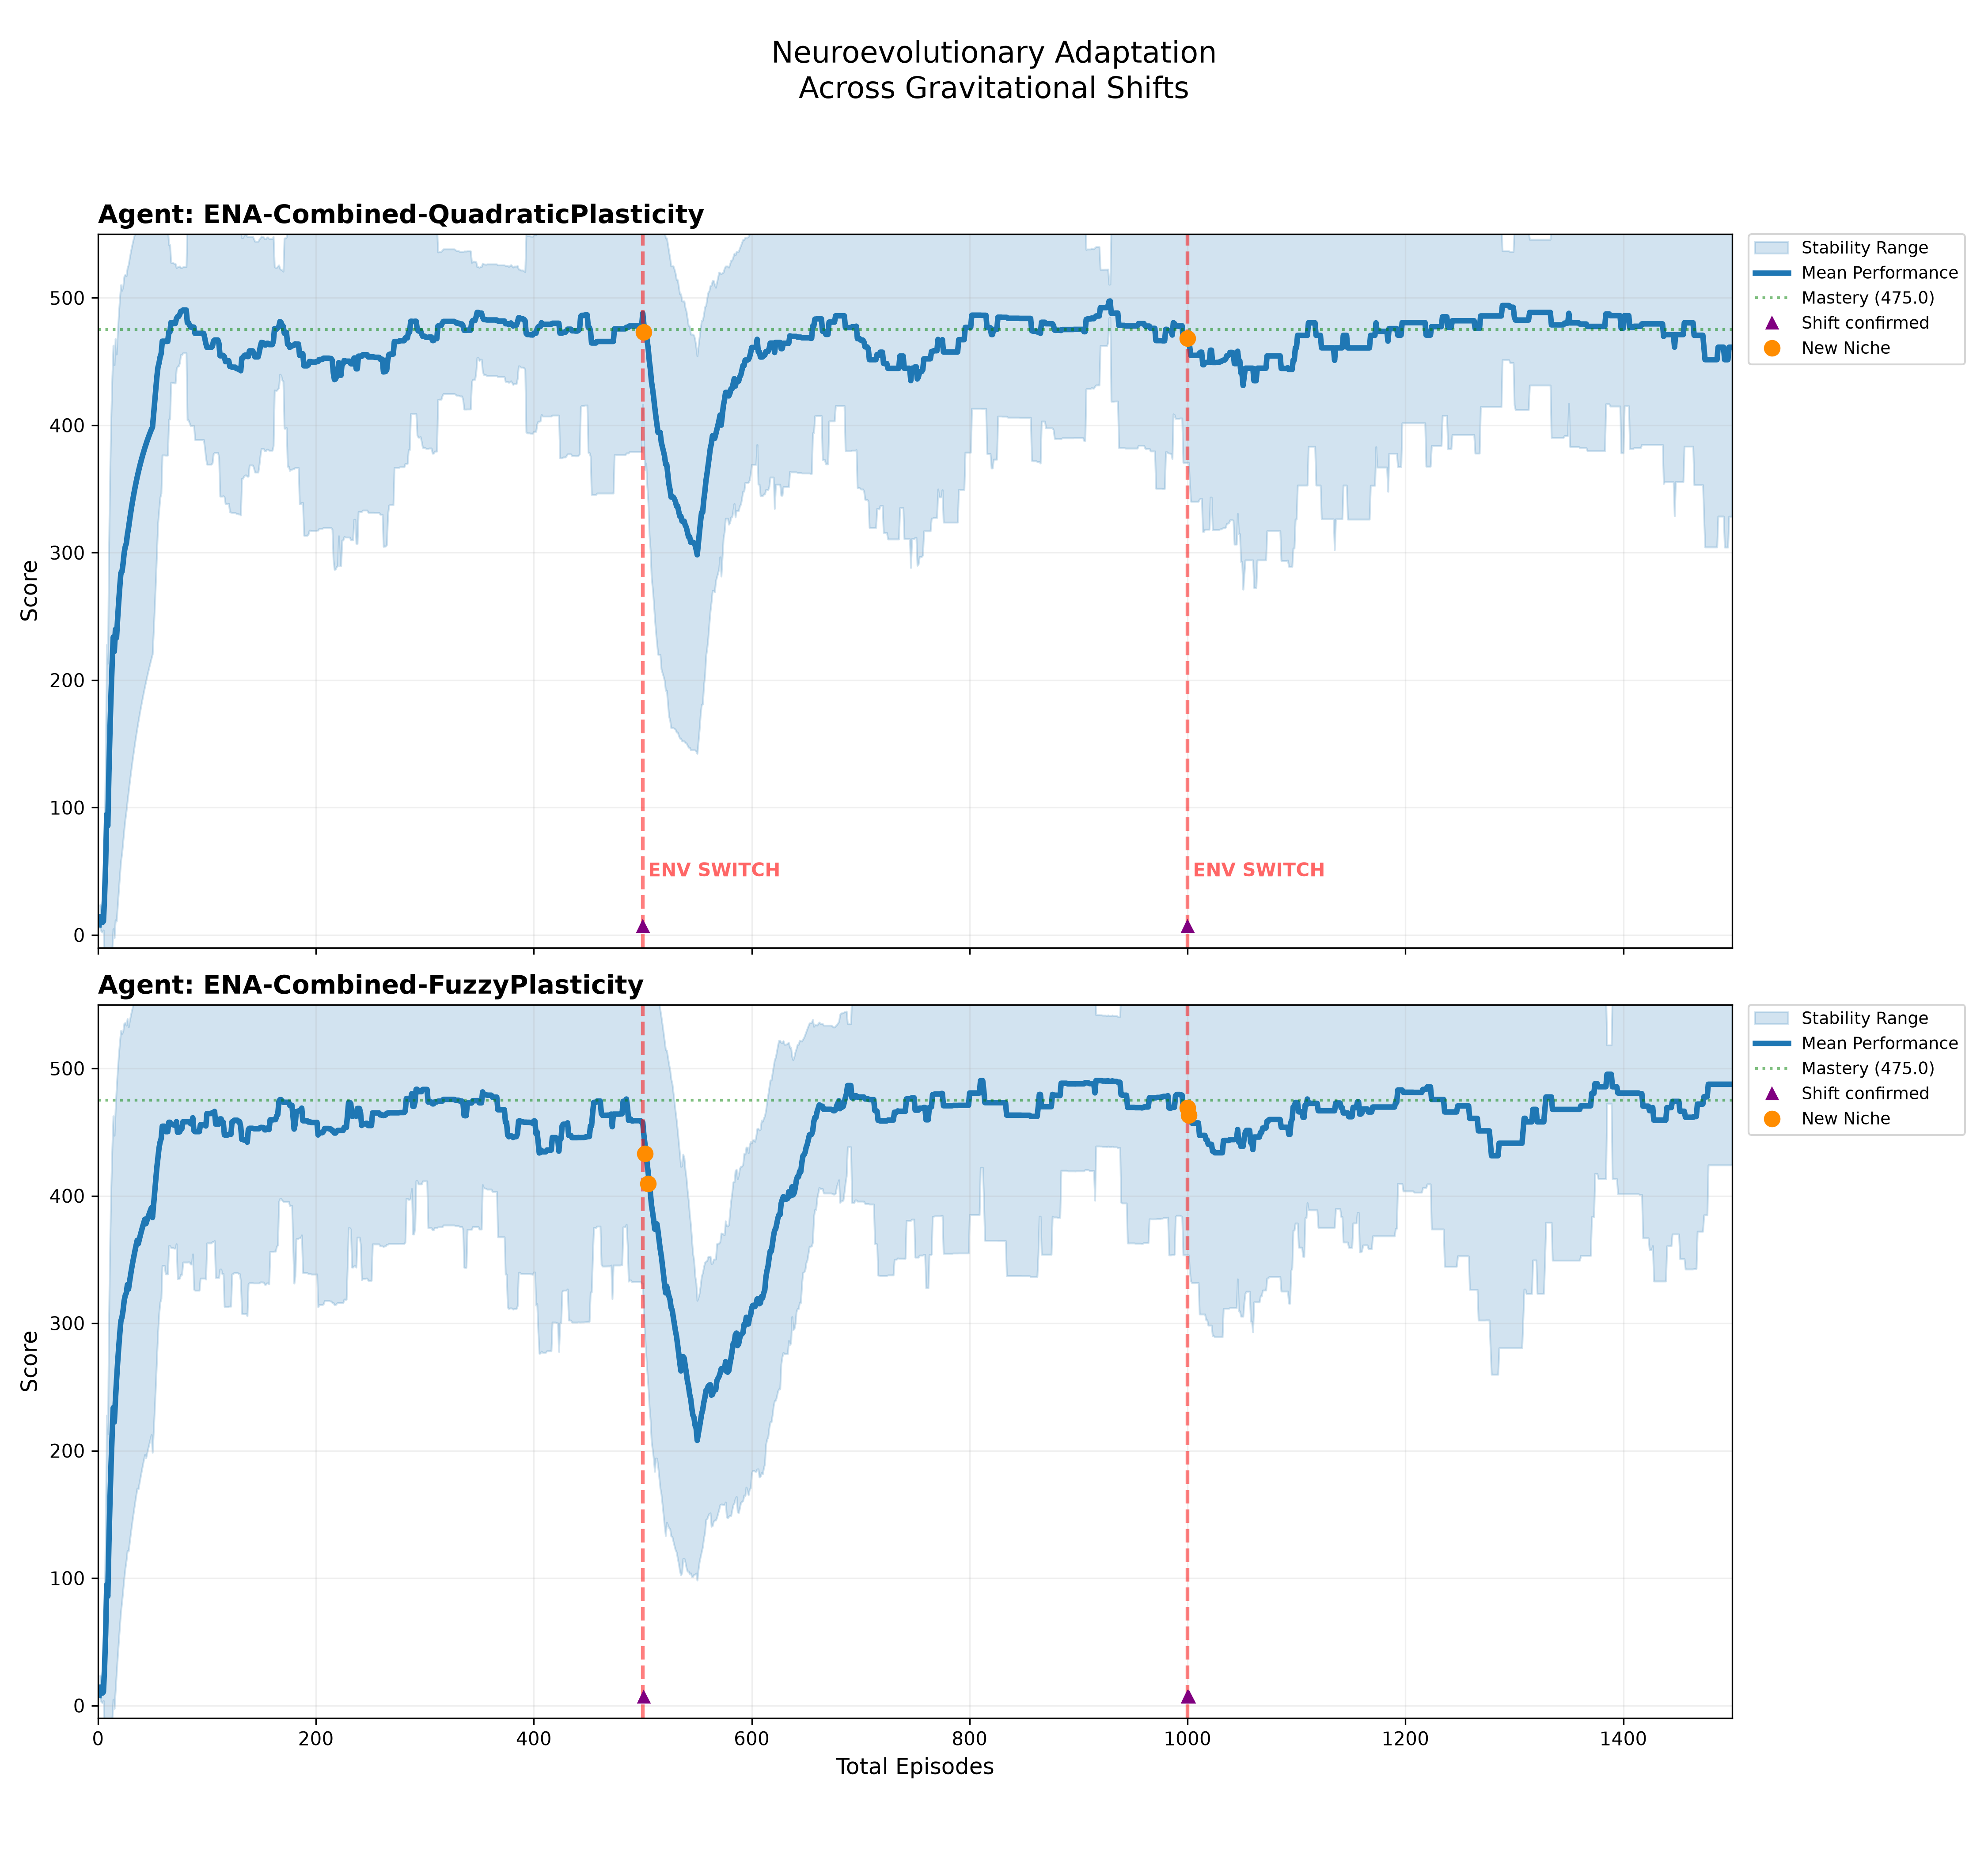 Neuroevolutionary Adaptation
Across Gravitational Shifts
Agent: ENA-Combined-QuadraticPlasticity
500
400
300
200
100
0
Score
ENV SWITCH
ENV SWITCH
Stability Range
Mean Performance
Mastery (475.0)
Shift confirmed
New Niche
Agent: ENA-Combined-FuzzyPlasticity
500
400
300
200
100
0
Score
Stability Range
Mean Performance
Mastery (475.0)
Shift confirmed
New Niche
0 200 400 600 800 1000 1200 1400
Total Episodes